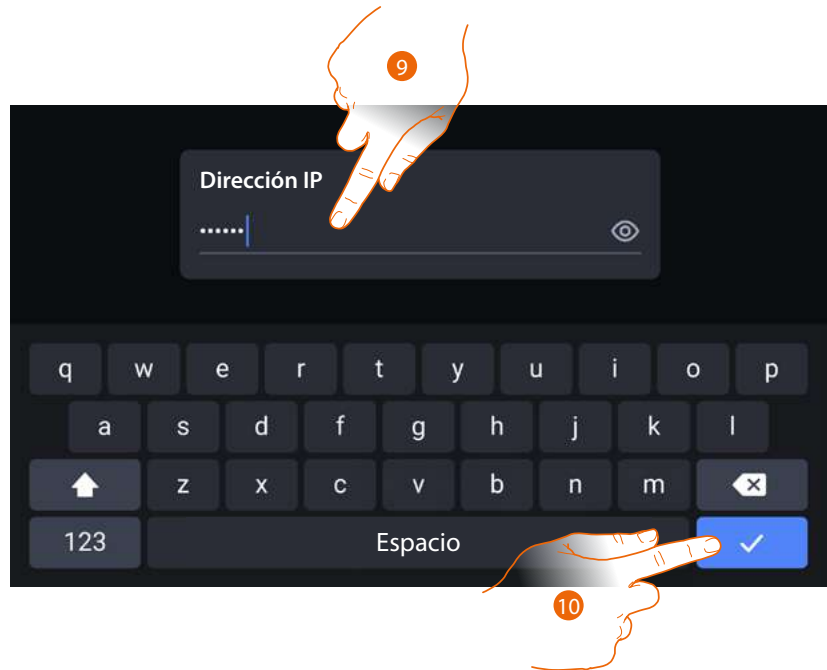 9
Dirección IP
••••••
q w e r t y u i o p
a s d f g h j k l
z x c v b n m
123 Espacio
10